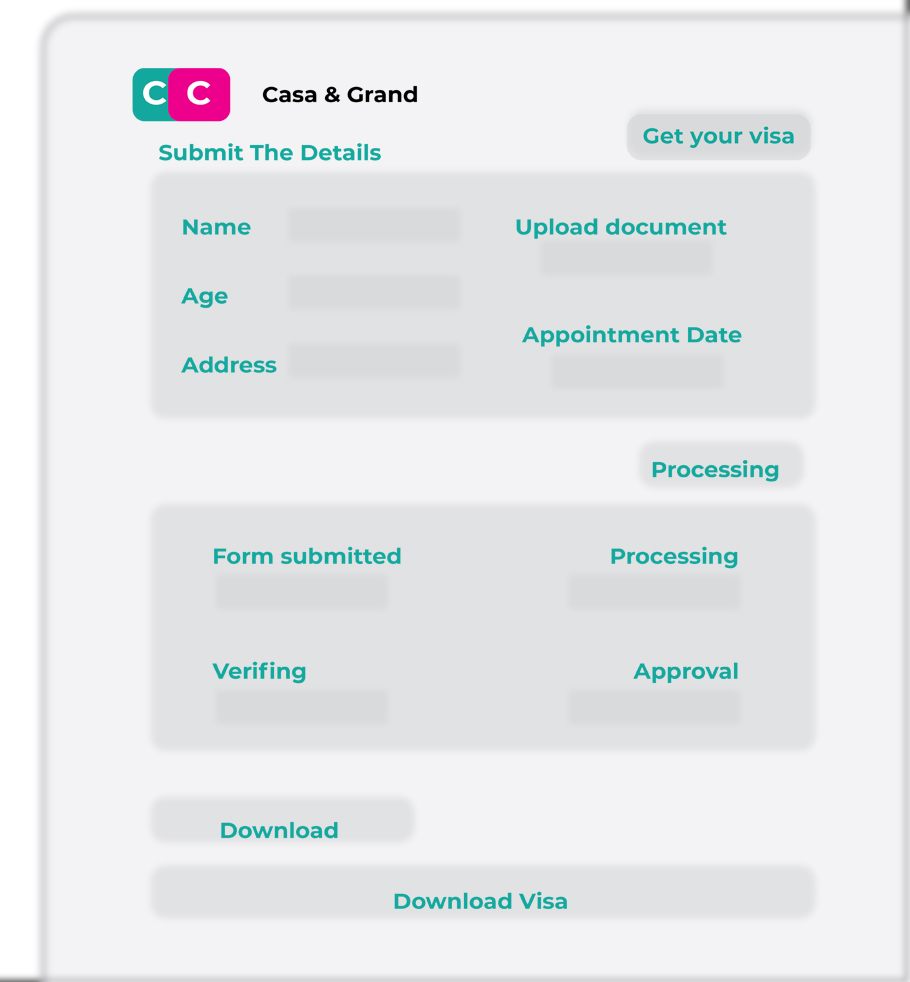 CC
Casa & Grand
Submit The Details
Get your visa
Name
Upload document
Age
Appointment Date
Address
Processing
Form submitted
Processing
Verifing
Approval
Download
Download Visa